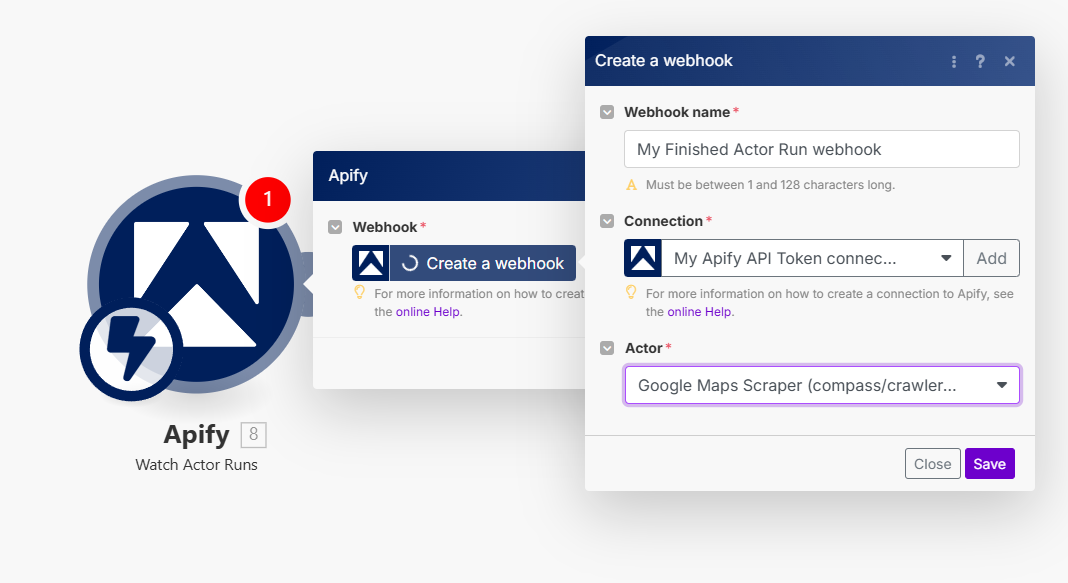 1
Apify 8
Watch Actor Runs
Apify
Webhook *
Create a webhook
For more information on how to creat
the online Help.
Create a webhook
?
Webhook name *
My Finished Actor Run webhook
Must be between 1 and 128 characters long.
Connection *
My Apify API Token connec... Add
For more information on how to create a connection to Apify, see
the online Help.
Actor *
Google Maps Scraper (compass/crawler...
Close Save